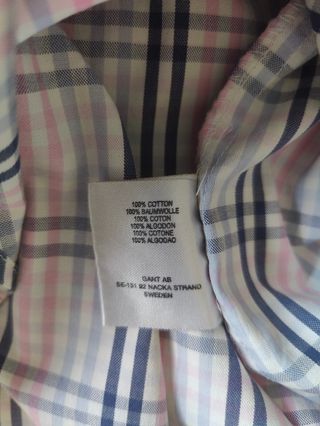 100% COTTON
100% BAUMWOLLE
100% COTON
100% ALGODON
100% COTONE
100% ALGODAO
GANT AB
SE-131 92 NACKA STRAND
SWEDEN